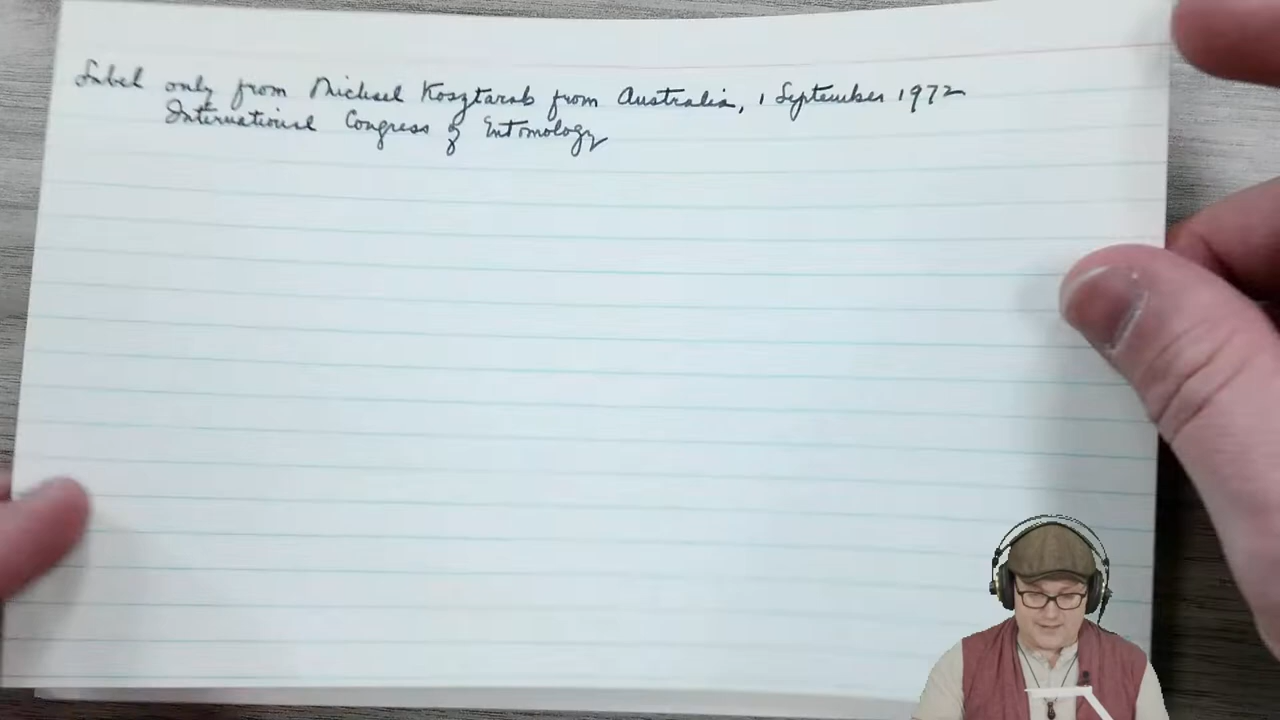 Label only from Michael Kosztarab from Australia, 1 September 1972
International Congress of Entomology